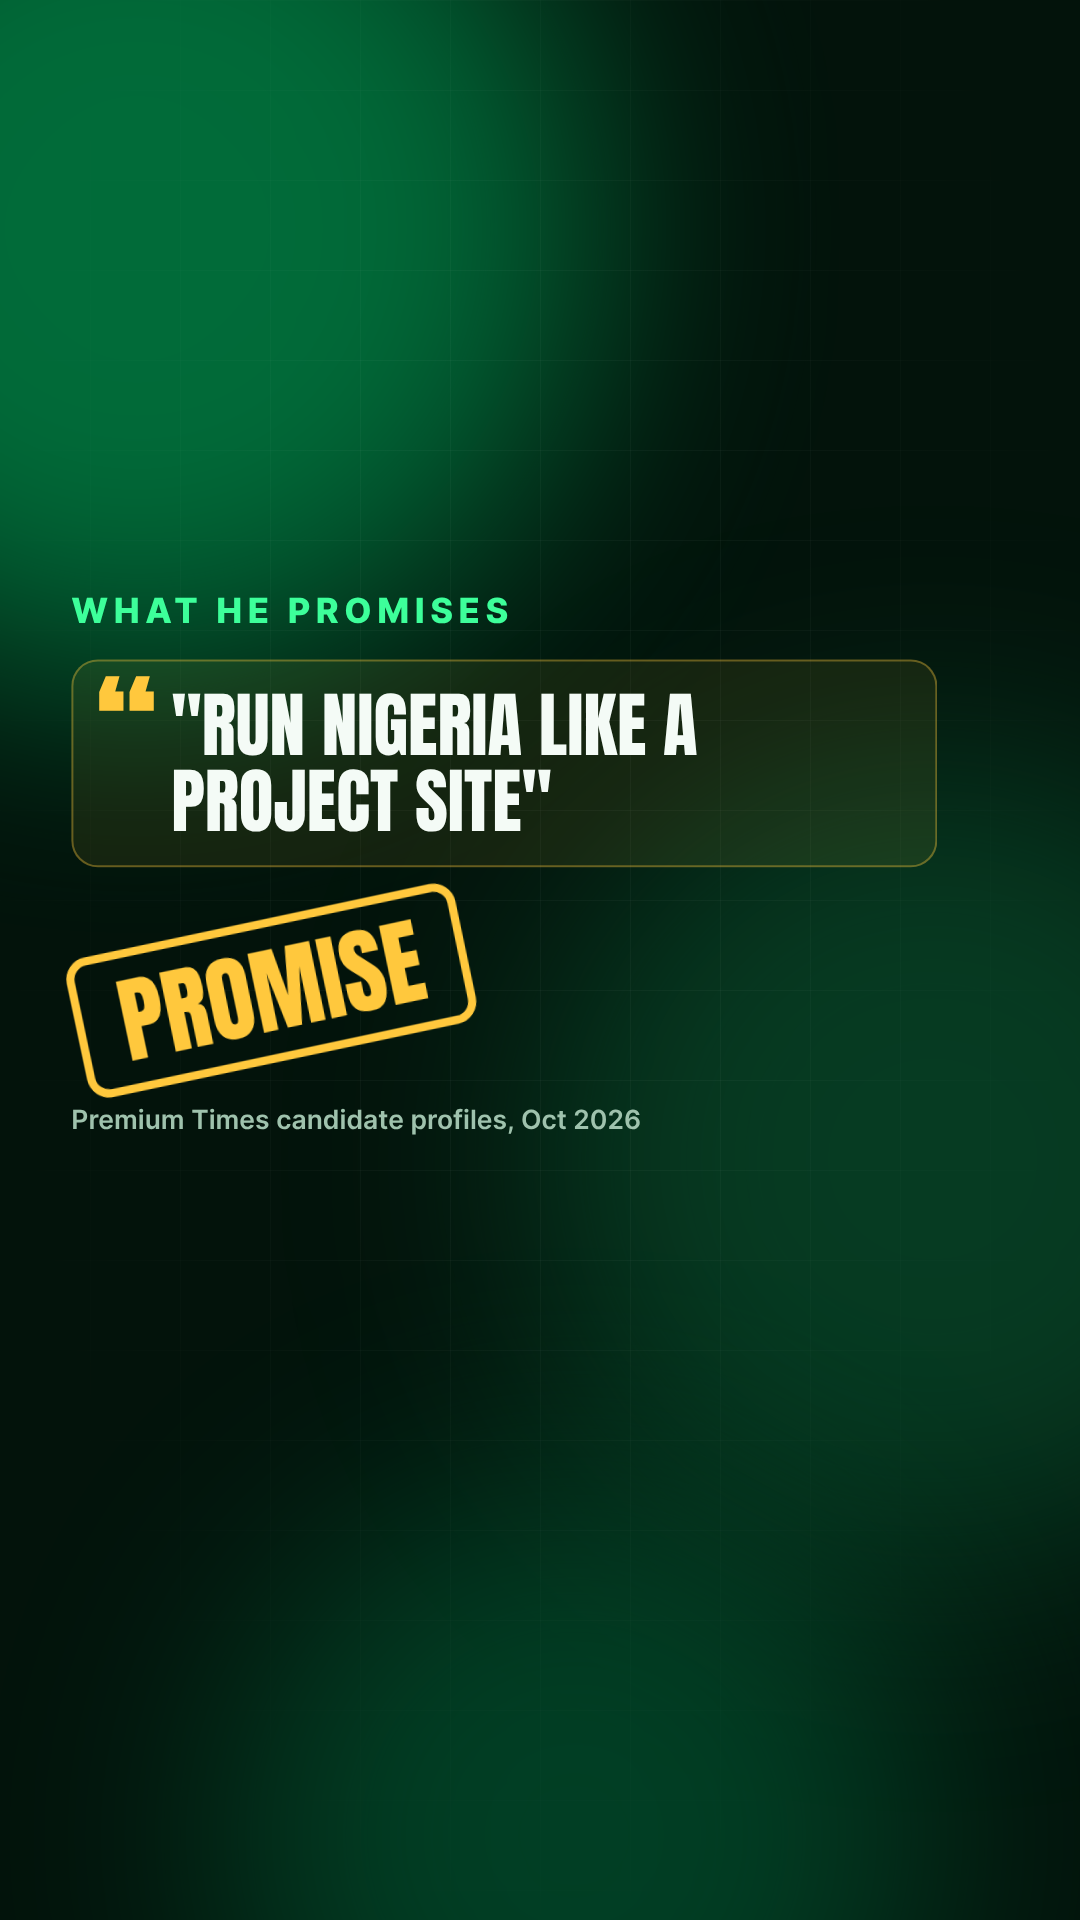 WHAT HE PROMISES
❝ "RUN NIGERIA LIKE A
PROJECT SITE"
PROMISE
Premium Times candidate profiles, Oct 2026